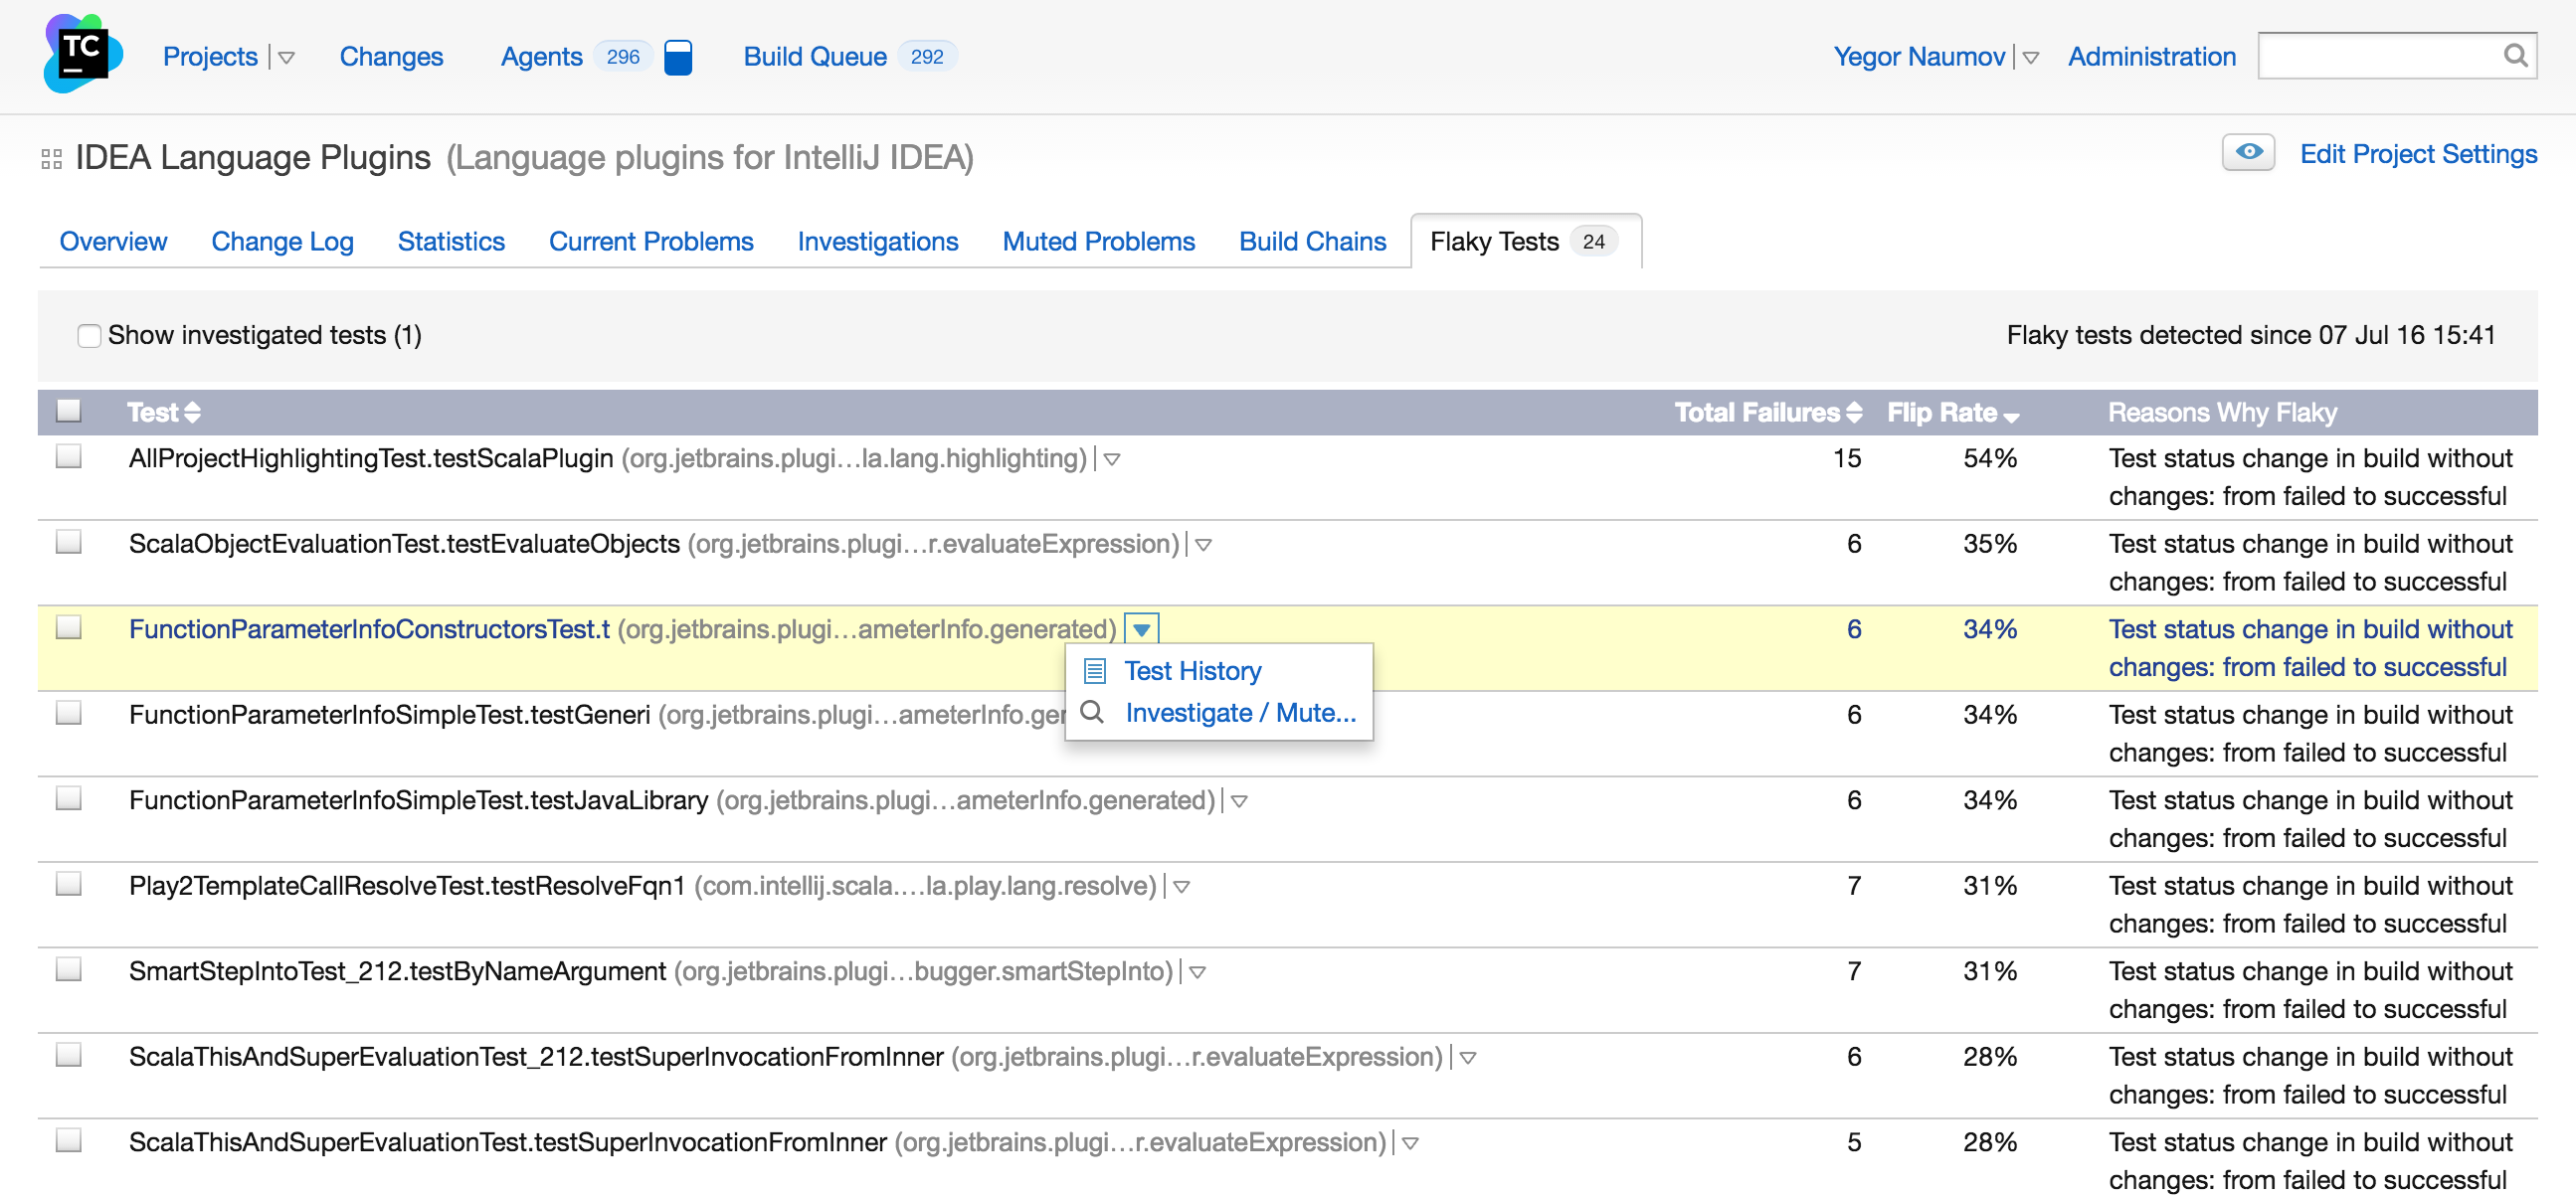 TC
Projects
Changes
Agents 296
Build Queue 292
Yegor Naumov
Administration
IDEA Language Plugins (Language plugins for IntelliJ IDEA)
Edit Project Settings
Overview Change Log Statistics Current Problems Investigations Muted Problems Build Chains Flaky Tests 24
Show investigated tests (1)
Flaky tests detected since 07 Jul 16 15:41
Test Total Failures Flip Rate Reasons Why Flaky
AllProjectHighlightingTest.testScalaPlugin (org.jetbrains.plugi...la.lang.highlighting) 15 54% Test status change in build without
changes: from failed to successful
ScalaObjectEvaluationTest.testEvaluateObjects (org.jetbrains.plugi...r.evaluateExpression) 6 35% Test status change in build without
changes: from failed to successful
FunctionParameterInfoConstructorsTest.t (org.jetbrains.plugi...ameterInfo.generated) 6 34% Test status change in build without
changes: from failed to successful
Test History
Investigate / Mute...
FunctionParameterInfoSimpleTest.testGeneri (org.jetbrains.plugi...ameterInfo.ger 6 34% Test status change in build without
changes: from failed to successful
FunctionParameterInfoSimpleTest.testJavaLibrary (org.jetbrains.plugi...ameterInfo.generated) 6 34% Test status change in build without
changes: from failed to successful
Play2TemplateCallResolveTest.testResolveFqn1 (com.intellij.scala....la.play.lang.resolve) 7 31% Test status change in build without
changes: from failed to successful
SmartStepIntoTest_212.testByNameArgument (org.jetbrains.plugi...bugger.smartStepInto) 7 31% Test status change in build without
changes: from failed to successful
ScalaThisAndSuperEvaluationTest_212.testSuperInvocationFromInner (org.jetbrains.plugi...r.evaluateExpression) 6 28% Test status change in build without
changes: from failed to successful
ScalaThisAndSuperEvaluationTest.testSuperInvocationFromInner (org.jetbrains.plugi...r.evaluateExpression) 5 28% Test status change in build without
changes: from failed to successful